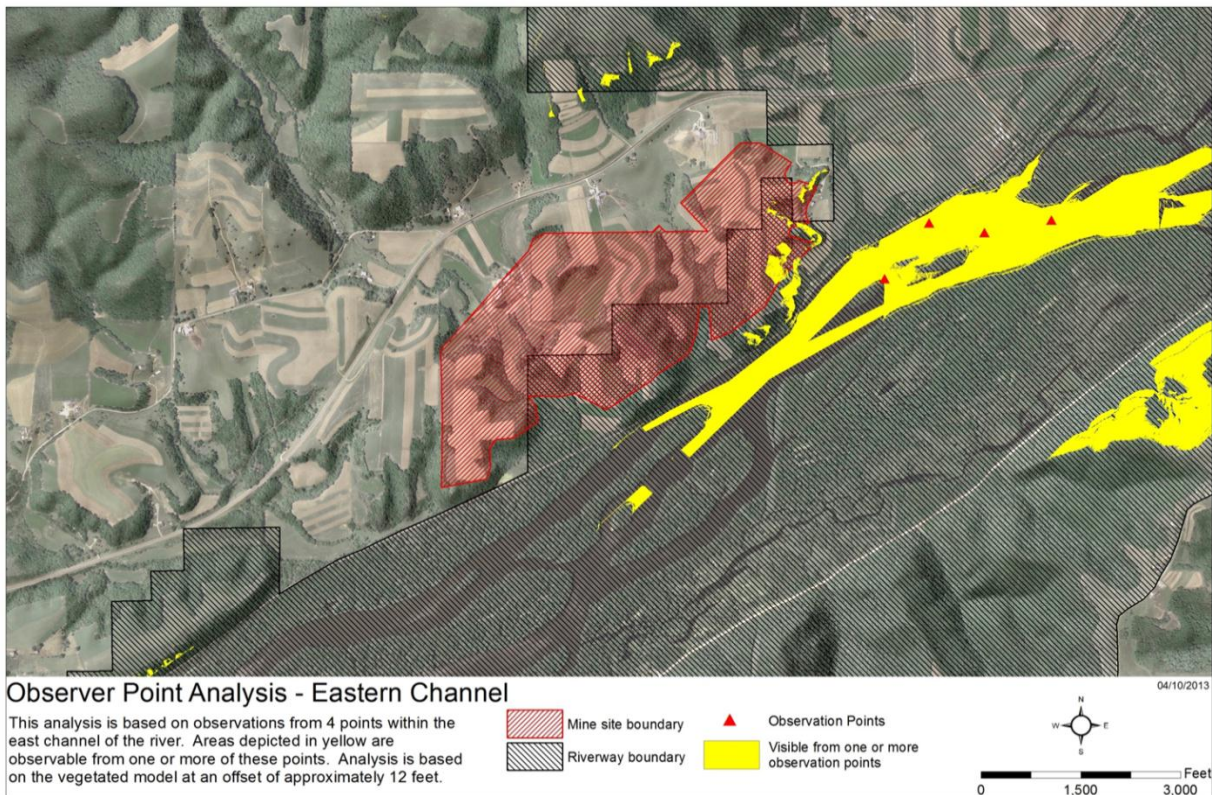 Observer Point Analysis - Eastern Channel
04/10/2013
This analysis is based on observations from 4 points within the
east channel of the river. Areas depicted in yellow are
observable from one or more of these points. Analysis is based
on the vegetated model at an offset of approximately 12 feet.
Mine site boundary
Riverway boundary
Observation Points
Visible from one or more
observation points
N
W E
S
Feet
0 1,500 3,000